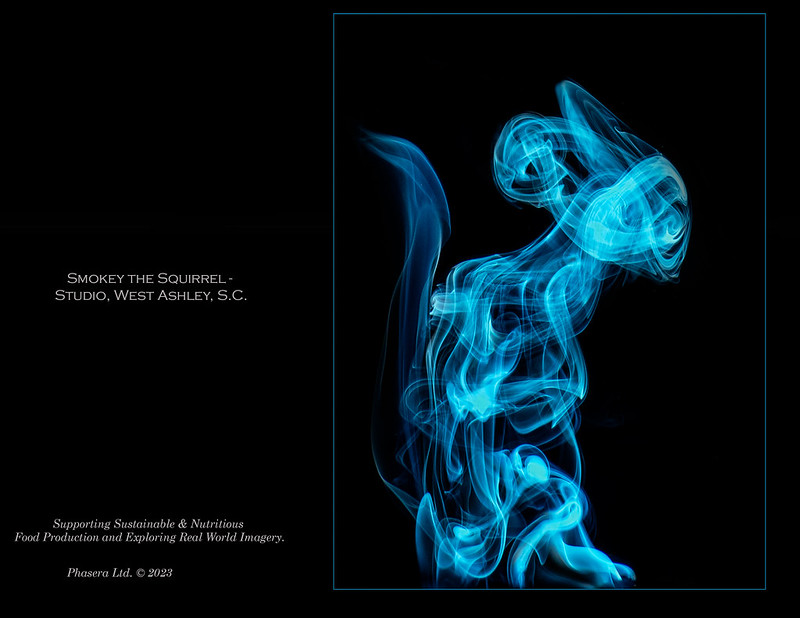 Smokey the Squirrel -
Studio, West Ashley, S.C.
Supporting Sustainable & Nutritious
Food Production and Exploring Real World Imagery.
Phasera Ltd. © 2023